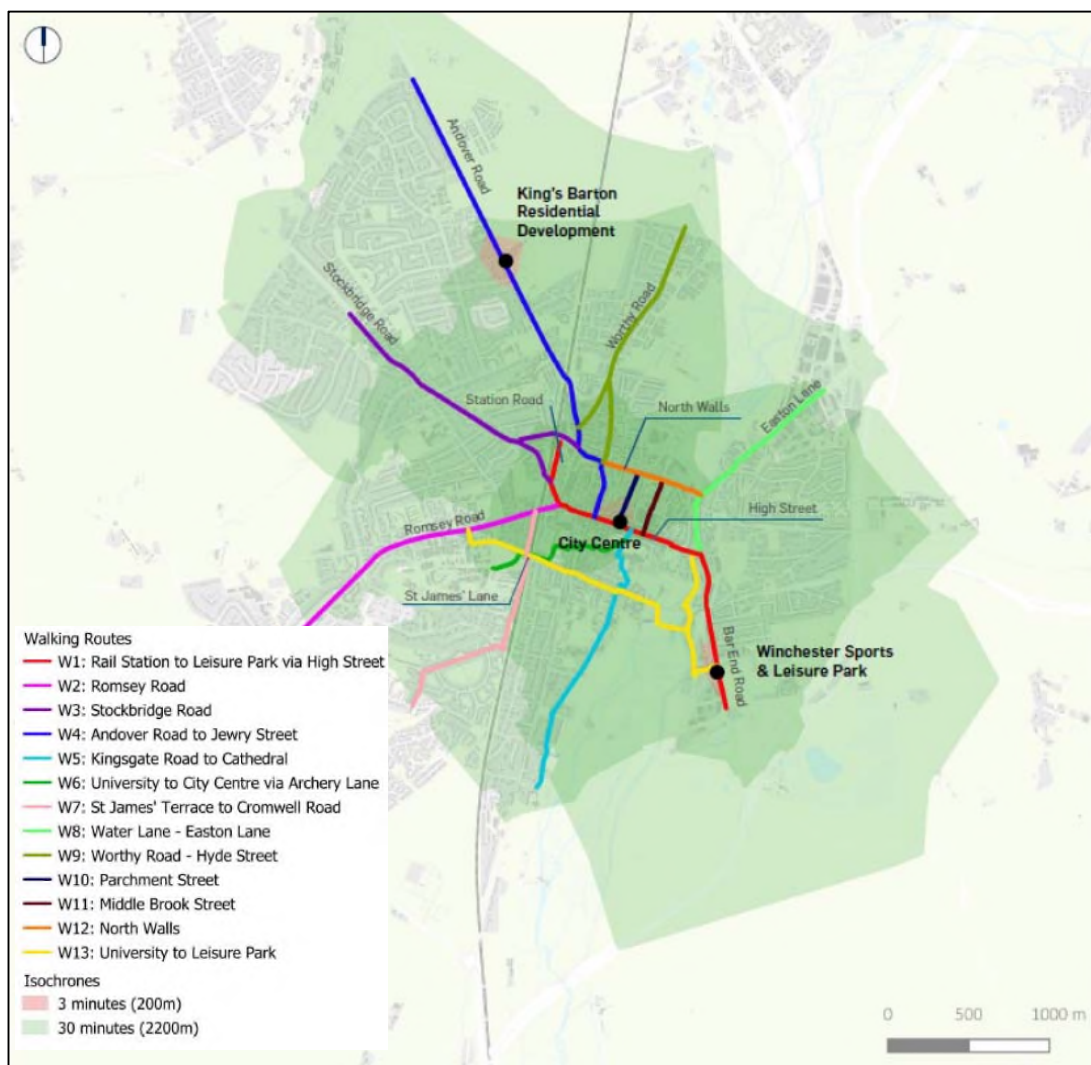 Andover Road
King's Barton
Residential
Development
Stockbridge Road
Worthy Road
Station Road
North Walls
Easton Lane
High Street
Romsey Road
City Centre
St James' Lane
Bar End Road
Winchester Sports
& Leisure Park
Walking Routes
W1: Rail Station to Leisure Park via High Street
W2: Romsey Road
W3: Stockbridge Road
W4: Andover Road to Jewry Street
W5: Kingsgate Road to Cathedral
W6: University to City Centre via Archery Lane
W7: St James' Terrace to Cromwell Road
W8: Water Lane - Easton Lane
W9: Worthy Road - Hyde Street
W10: Parchment Street
W11: Middle Brook Street
W12: North Walls
W13: University to Leisure Park
Isochrones
3 minutes (200m)
30 minutes (2200m)
0 500 1000 m